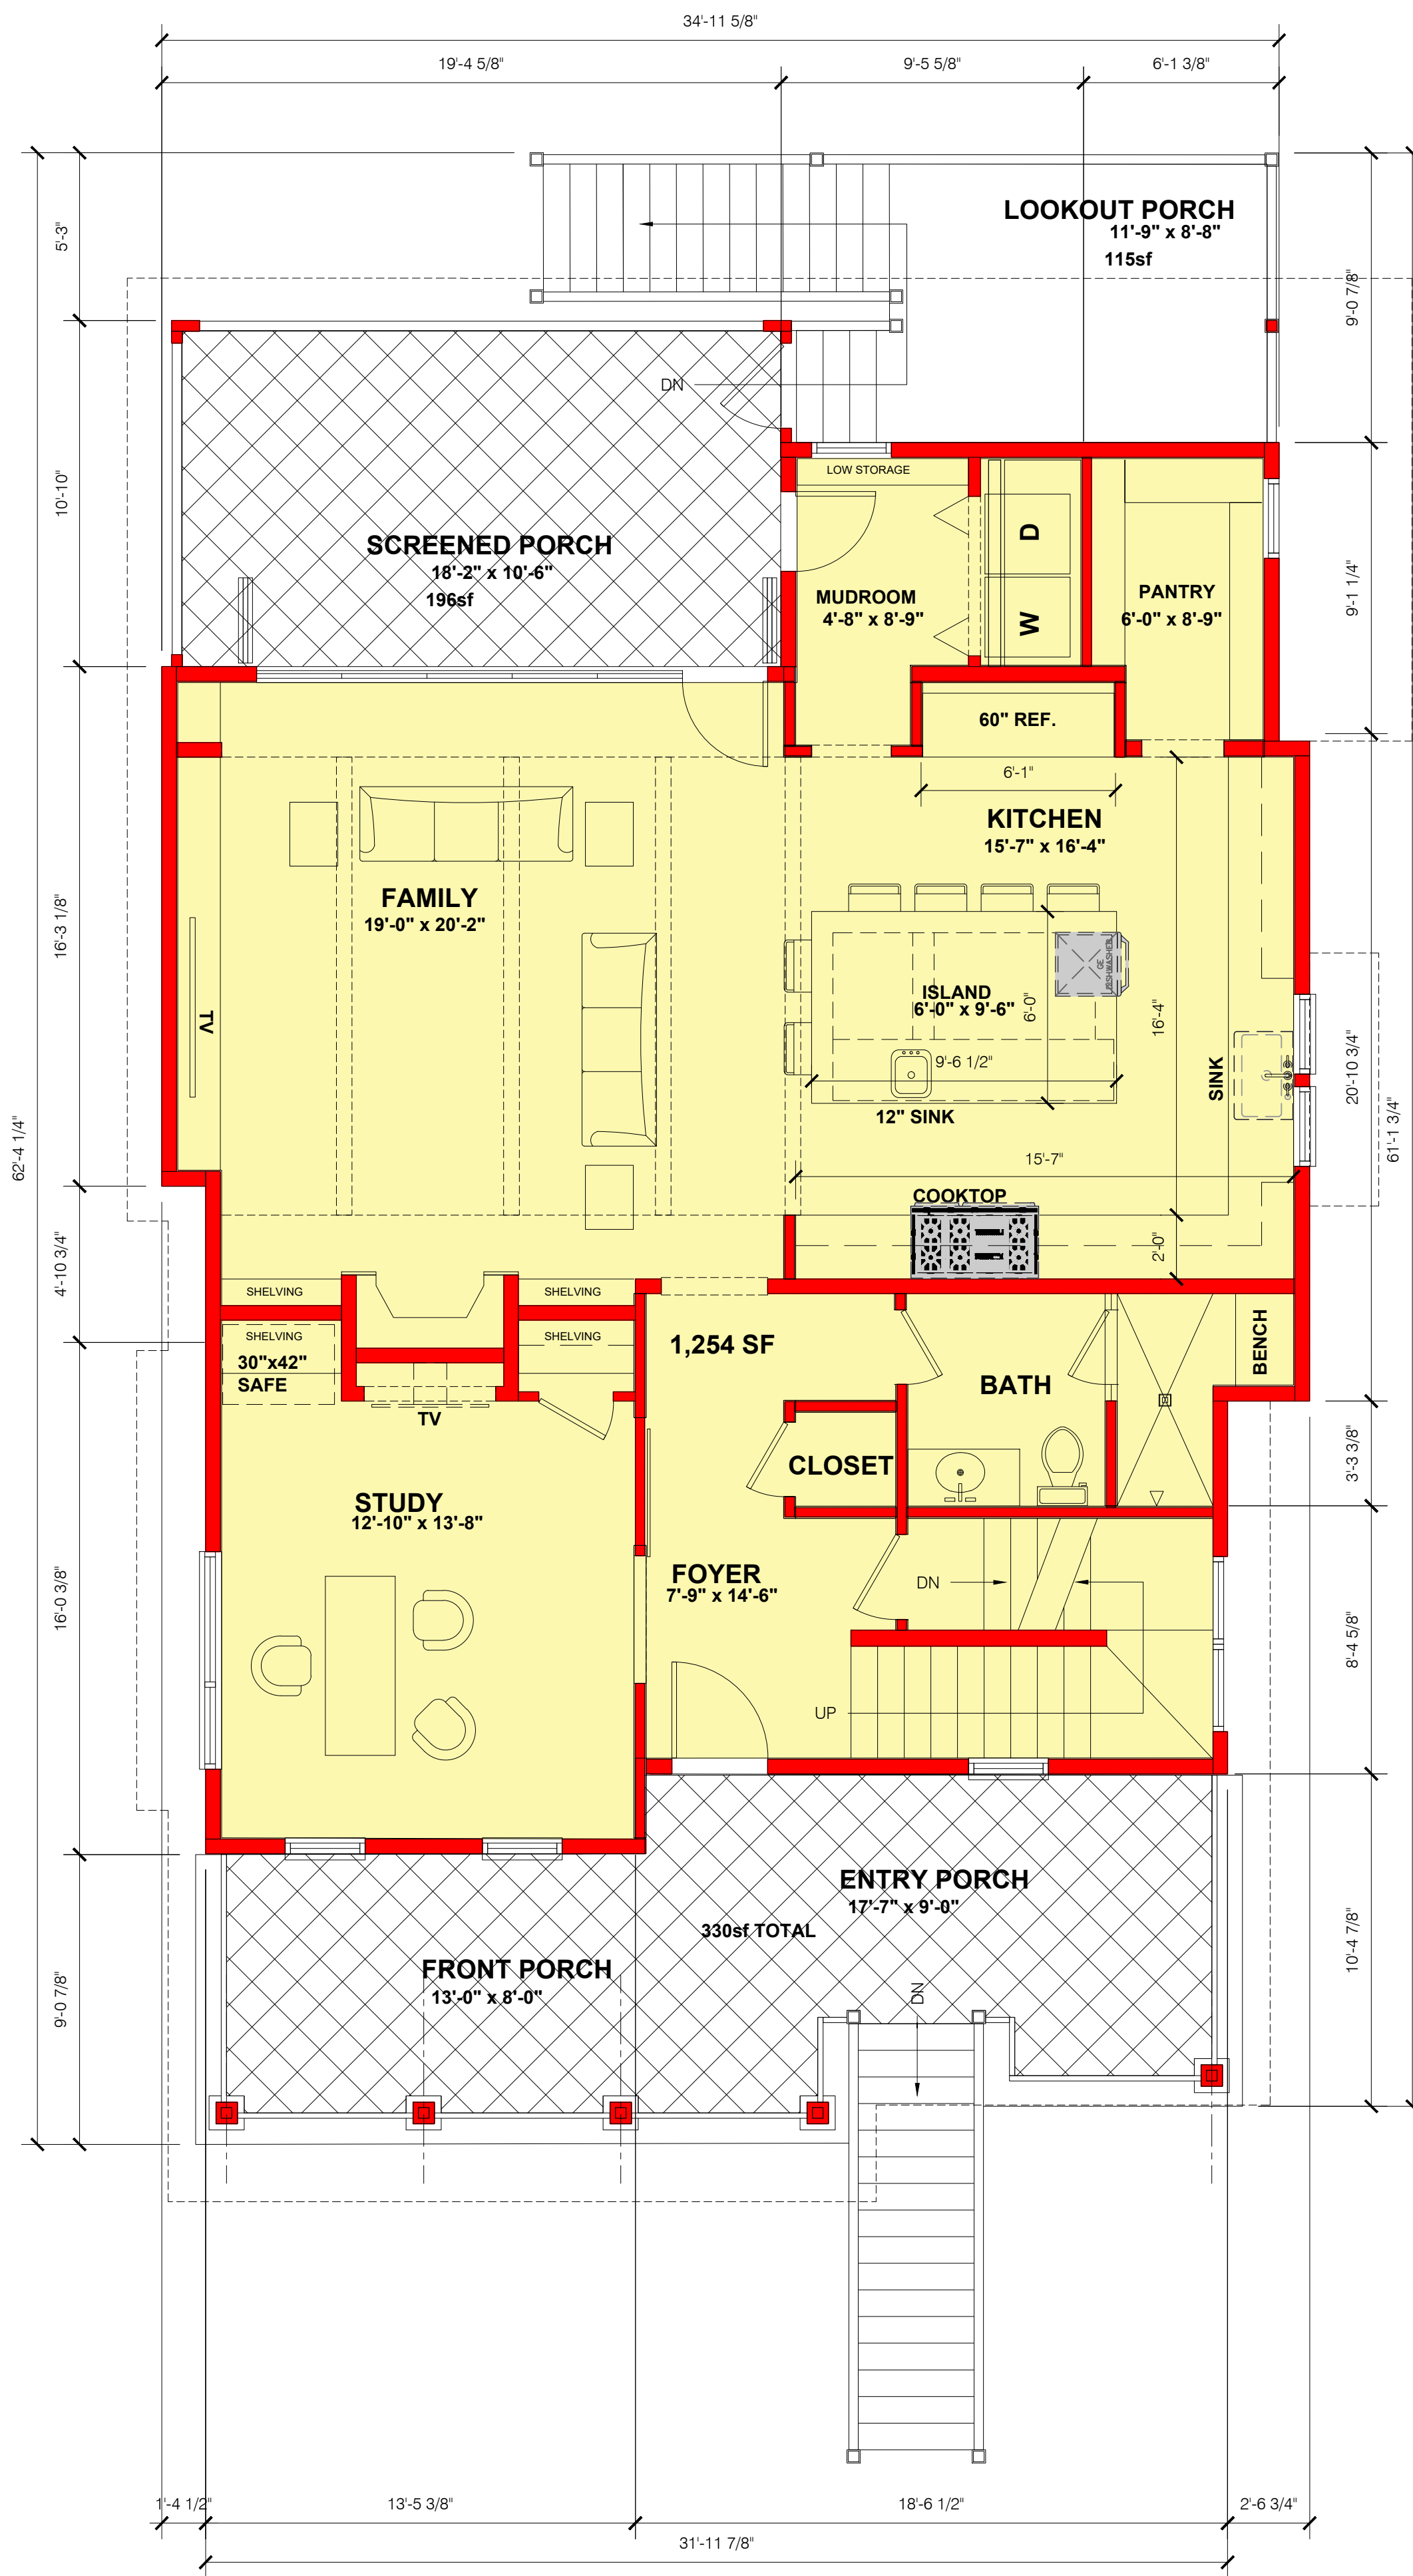 34'-11 5/8"
19'-4 5/8"
9'-5 5/8"
6'-1 3/8"
LOOKOUT PORCH
11'-9" x 8'-8"
115sf
5'-3"
9'-0 7/8"
DN
LOW STORAGE
10'-10"
SCREENED PORCH
18'-2" x 10'-6"
196sf
D
W
MUDROOM
4'-8" x 8'-9"
PANTRY
6'-0" x 8'-9"
9'-1 1/4"
60" REF.
6'-1"
KITCHEN
15'-7" x 16'-4"
FAMILY
19'-0" x 20'-2"
16'-3 1/8"
TV
GE
DISHWASHER
ISLAND
6'-0" x 9'-6"
6'-0"
16'-4"
9'-6 1/2"
12" SINK
SINK
20'-10 3/4"
61'-1 3/4"
62'-4 1/4"
15'-7"
COOKTOP
2'-0"
4'-10 3/4"
SHELVING
SHELVING
SHELVING
SHELVING
30"x42"
SAFE
TV
1,254 SF
BATH
BENCH
CLOSET
3'-3 3/8"
STUDY
12'-10" x 13'-8"
FOYER
7'-9" x 14'-6"
DN
UP
16'-0 3/8"
8'-4 5/8"
ENTRY PORCH
17'-7" x 9'-0"
330sf TOTAL
FRONT PORCH
13'-0" x 8'-0"
DN
9'-0 7/8"
10'-4 7/8"
1'-4 1/2"
13'-5 3/8"
18'-6 1/2"
2'-6 3/4"
31'-11 7/8"